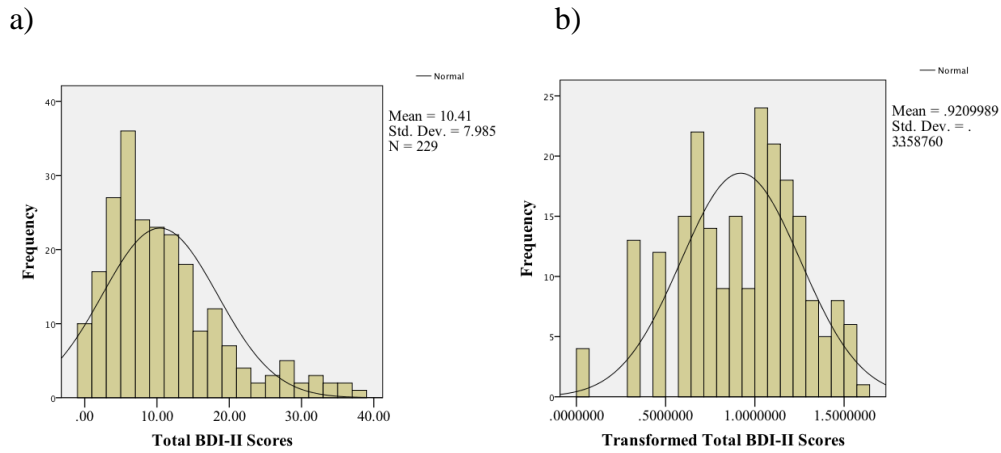 a)
b)
Normal
Mean = 10.41
Std. Dev. = 7.985
N = 229
40
30
20
10
0
Frequency
.00
10.00
20.00
30.00
40.00
Total BDI-II Scores
Normal
Mean = .9209989
Std. Dev. = .
3358760
25
20
15
10
5
0
Frequency
.0000000
.5000000
1.0000000
1.5000000
Transformed Total BDI-II Scores